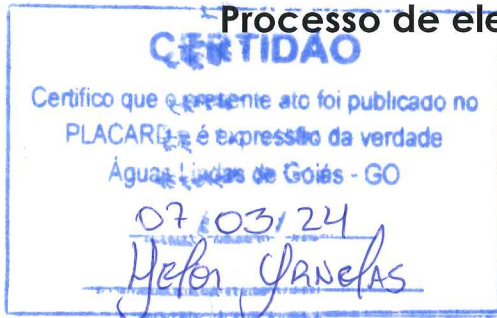 Processo de ele
CERTIDÃO
Certifico que o presente ato foi publicado no
PLACARD e é expressão da verdade
Águas Lindas de Goiás - GO
07 / 03 / 24